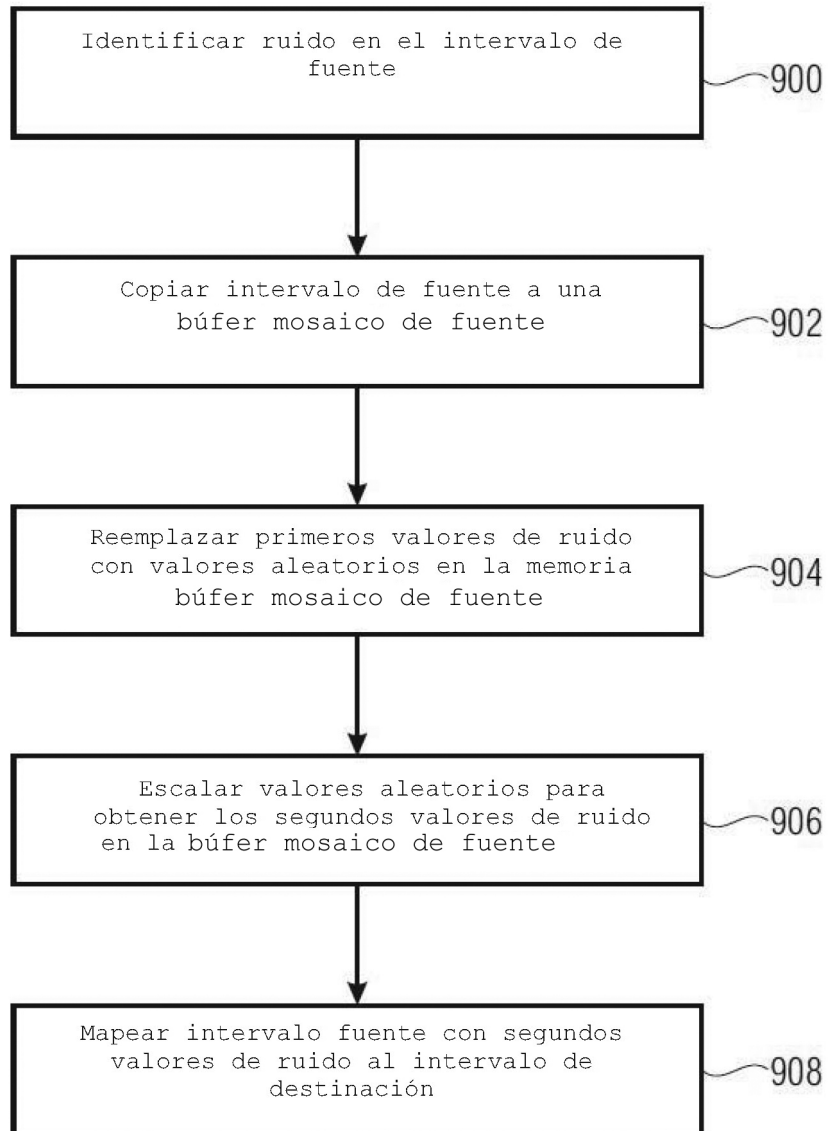 Identificar ruido en el intervalo de
fuente
900
Copiar intervalo de fuente a una
búfer mosaico de fuente
902
Reemplazar primeros valores de ruido
con valores aleatorios en la memoria
búfer mosaico de fuente
904
Escalar valores aleatorios para
obtener los segundos valores de ruido
en la búfer mosaico de fuente
906
Mapear intervalo fuente con segundos
valores de ruido al intervalo de
destinación
908